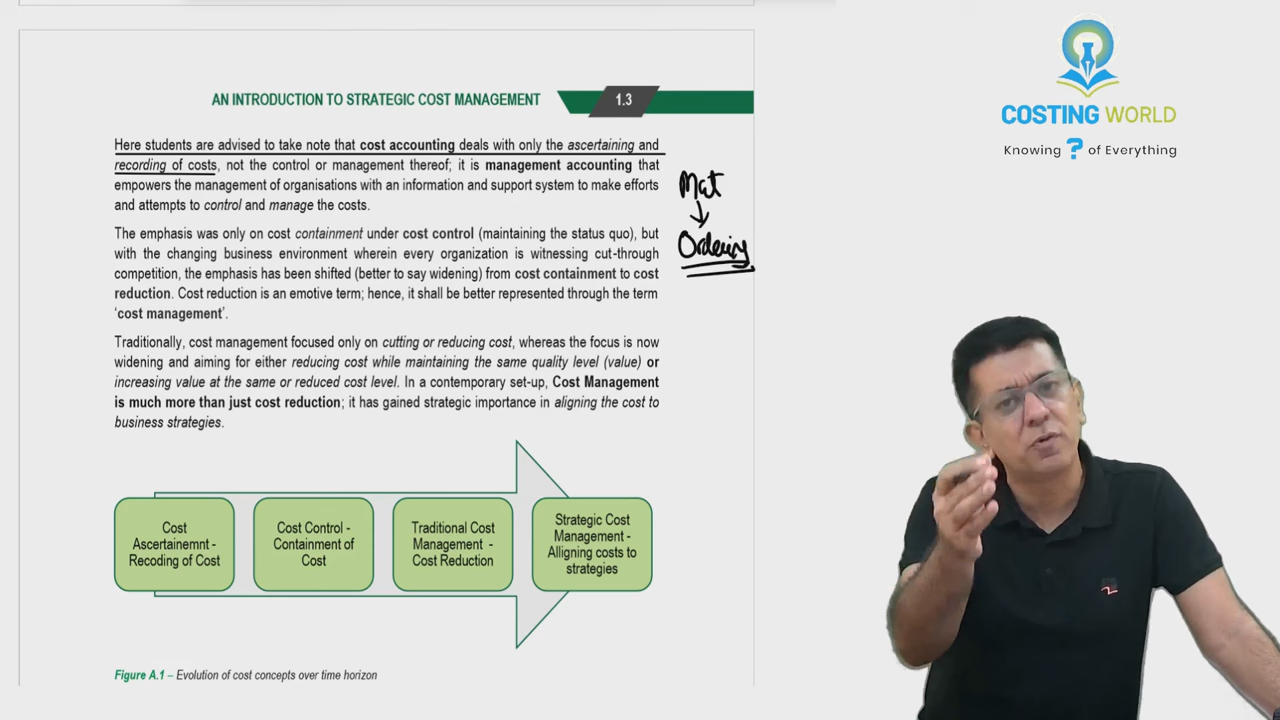 AN INTRODUCTION TO STRATEGIC COST MANAGEMENT
1.3
Here students are advised to take note that cost accounting deals with only the ascertaining and
recording of costs, not the control or management thereof; it is management accounting that
empowers the management of organisations with an information and support system to make efforts
and attempts to control and manage the costs.
The emphasis was only on cost containment under cost control (maintaining the status quo), but
with the changing business environment wherein every organization is witnessing cut-through
competition, the emphasis has been shifted (better to say widening) from cost containment to cost
reduction. Cost reduction is an emotive term; hence, it shall be better represented through the term
‘cost management’.
Traditionally, cost management focused only on cutting or reducing cost, whereas the focus is now
widening and aiming for either reducing cost while maintaining the same quality level (value) or
increasing value at the same or reduced cost level. In a contemporary set-up, Cost Management
is much more than just cost reduction; it has gained strategic importance in aligning the cost to
business strategies.
Cost
Ascertainemnt -
Recoding of Cost
Cost Control -
Containment of
Cost
Traditional Cost
Management -
Cost Reduction
Strategic Cost
Management -
Alligning costs to
strategies
Figure A.1 – Evolution of cost concepts over time horizon
Mat
Ordering
COSTING WORLD
Knowing ? of Everything